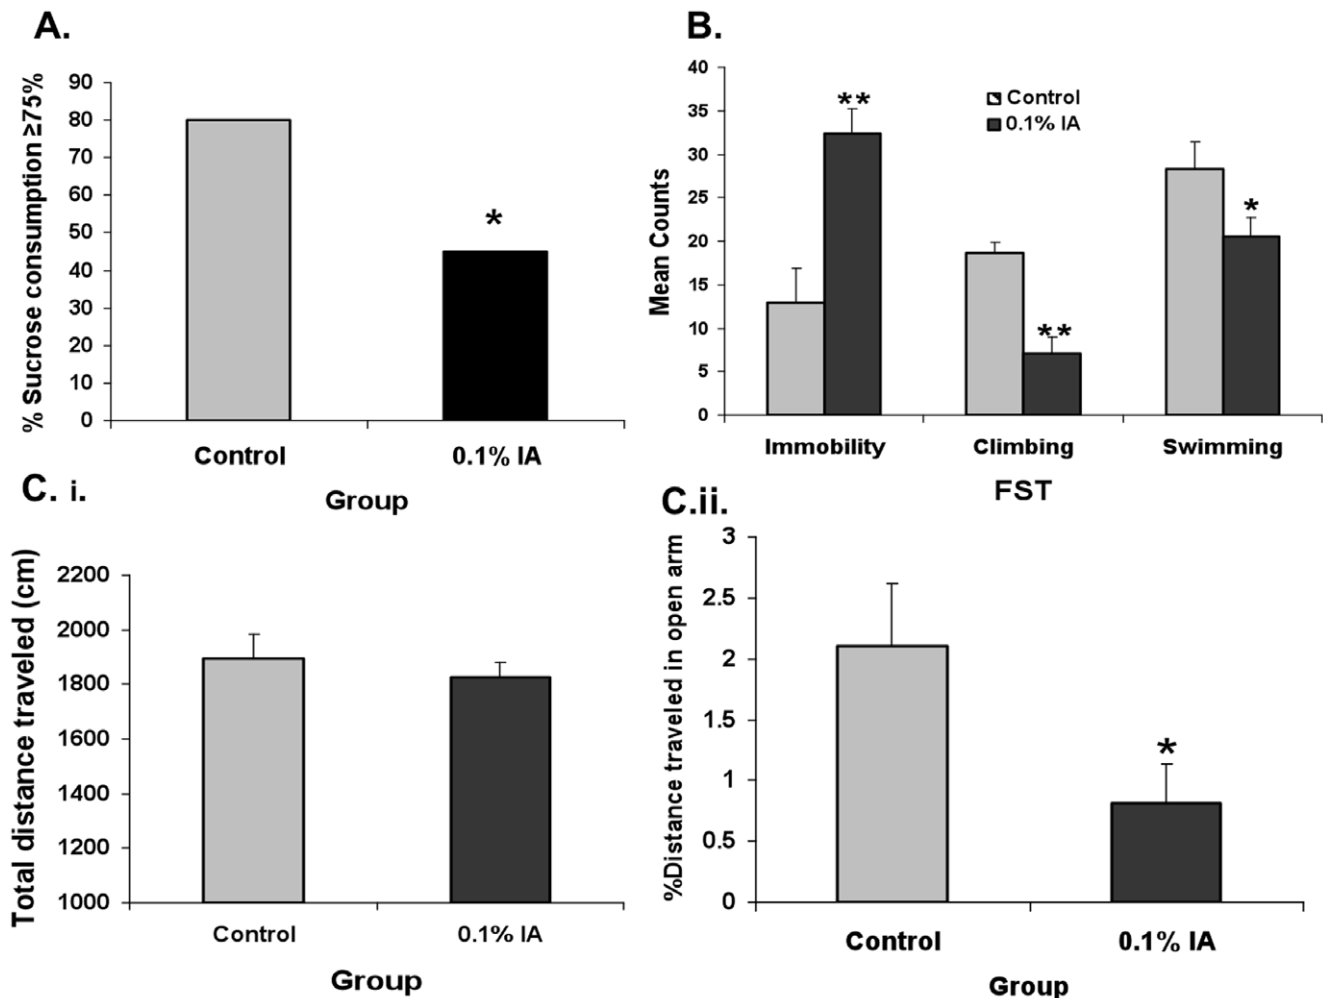 A.
% Sucrose consumption ≥75%
90
80
70
60
50
40
30
20
10
0
*
Control
0.1% IA
Group
B.
Mean Counts
40
35
30
25
20
15
10
5
0
Control
0.1% IA
**
**
*
Immobility
Climbing
Swimming
FST
C. i.
Total distance traveled (cm)
2200
2000
1800
1600
1400
1200
1000
Control
0.1% IA
Group
C.ii.
%Distance traveled in open arm
3
2.5
2
1.5
1
0.5
0
*
Control
0.1% IA
Group